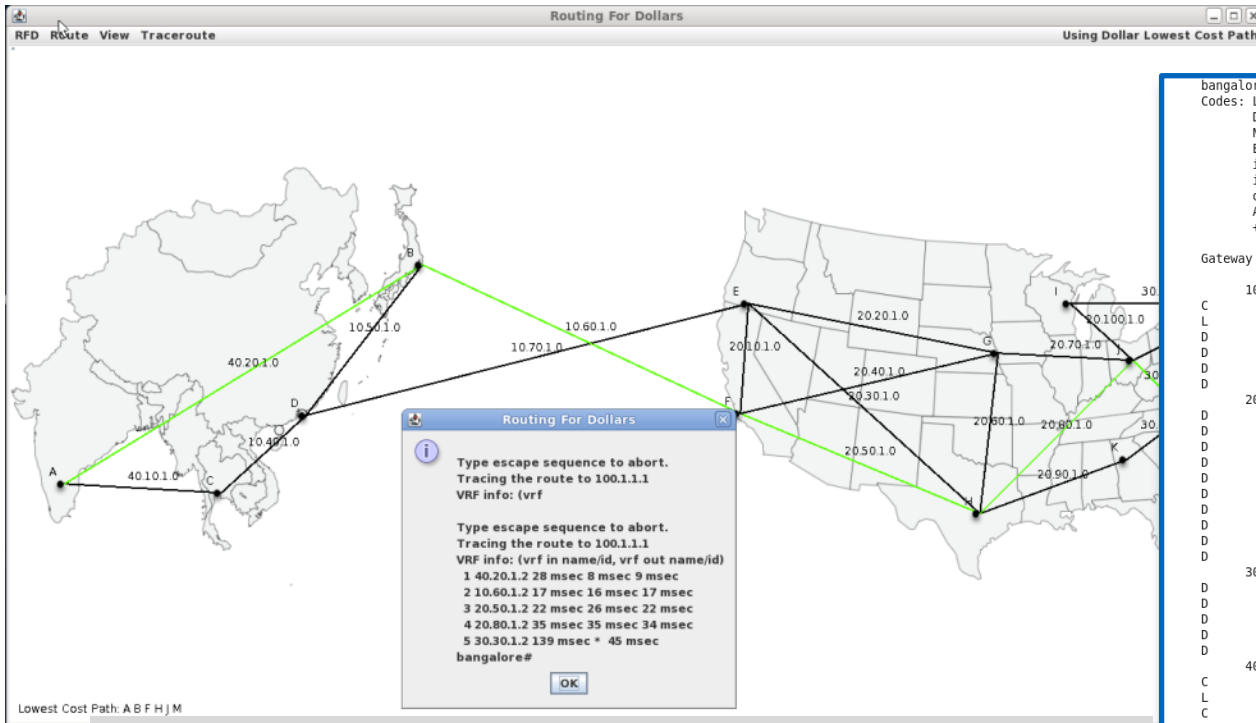 Routing For Dollars
RFD Route View Traceroute
Using Dollar Lowest Cost Path
B
10.50.1.0
40.20.1.0
10.60.1.0
10.70.1.0
D
10.40.1.0
A
40.10.1.0
C
E
20.20.1.0
20.10.1.0
G
20.40.1.0
20.30.1.0
F
20.60.1.0
20.50.1.0
H
I
30.
20.100.1.0
20.70.1.0
J
30
20.80.1.0
30.
K
20.90.1.0
Routing For Dollars
Type escape sequence to abort.
Tracing the route to 100.1.1.1
VRF info: (vrf
Type escape sequence to abort.
Tracing the route to 100.1.1.1
VRF info: (vrf in name/id, vrf out name/id)
1 40.20.1.2 28 msec 8 msec 9 msec
2 10.60.1.2 17 msec 16 msec 17 msec
3 20.50.1.2 22 msec 26 msec 22 msec
4 20.80.1.2 35 msec 35 msec 34 msec
5 30.30.1.2 139 msec * 45 msec
bangalore#
OK
Lowest Cost Path: A B F H J M
bangalor
Codes: L
D
N
E
i
i
o
A
+
Gateway
10
C
L
D
D
D
D
20
D
D
D
D
D
D
D
D
D
D
30
D
D
D
D
D
40
C
L
C